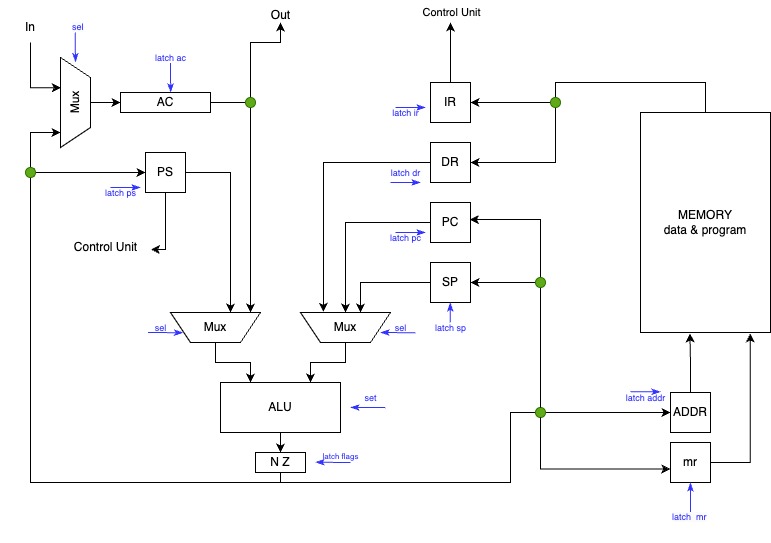 In
sel
Out
Control Unit
latch ac
Mux
AC
IR
latch ir
PS
latch ps
DR
latch dr
MEMORY
data & program
PC
latch pc
Control Unit
SP
latch sp
sel
Mux
Mux
sel
ALU
set
latch addr
ADDR
N Z
latch flags
mr
latch mr